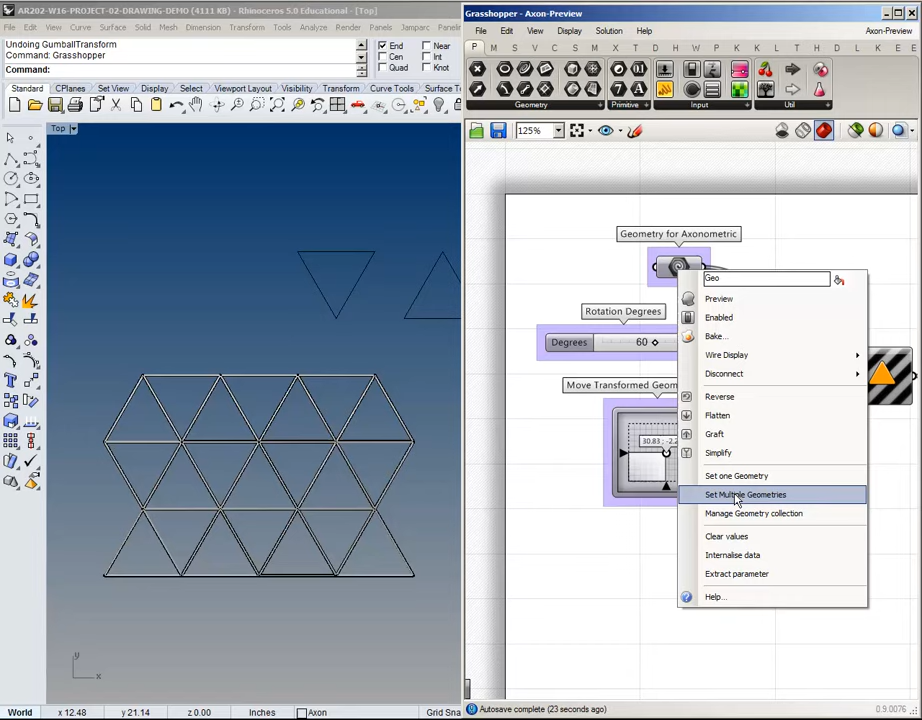 AR202-W16-PROJECT-02-DRAWING-DEMO (4111 KB) - Rhinoceros 5.0 Educational - [Top]
File Edit View Curve Surface Solid Mesh Dimension Transform Tools Analyze Render Panels
Undoing GumballTransform
Command: Grasshopper
Command:
End Near
Cen Int
Quad Knot
Standard CPlanes Set View Display Select Viewport Layout Visibility Transform Curve Tools Surface T
Top
y
x
World x 12.48 y 21.14 z 0.00 Inches Axon Grid Snap
Grasshopper - Axon-Preview
File Edit View Display Solution Help Axon-Preview
P M S V C S M I T D H W K B K E K P K L E K
Geometry Primitive Input Util
125%
Geometry for Axonometric
Rotation Degrees
Degrees 60
Move Transformed Geom
30.83 ; -2.2
Geo
Preview
Enabled
Bake...
Wire Display
Disconnect
Reverse
Flatten
Graft
Simplify
Set one Geometry
Set Multiple Geometries
Manage Geometry collection
Clear values
Internalise data
Extract parameter
Help...
Autosave complete (23 seconds ago)
0.9.0076